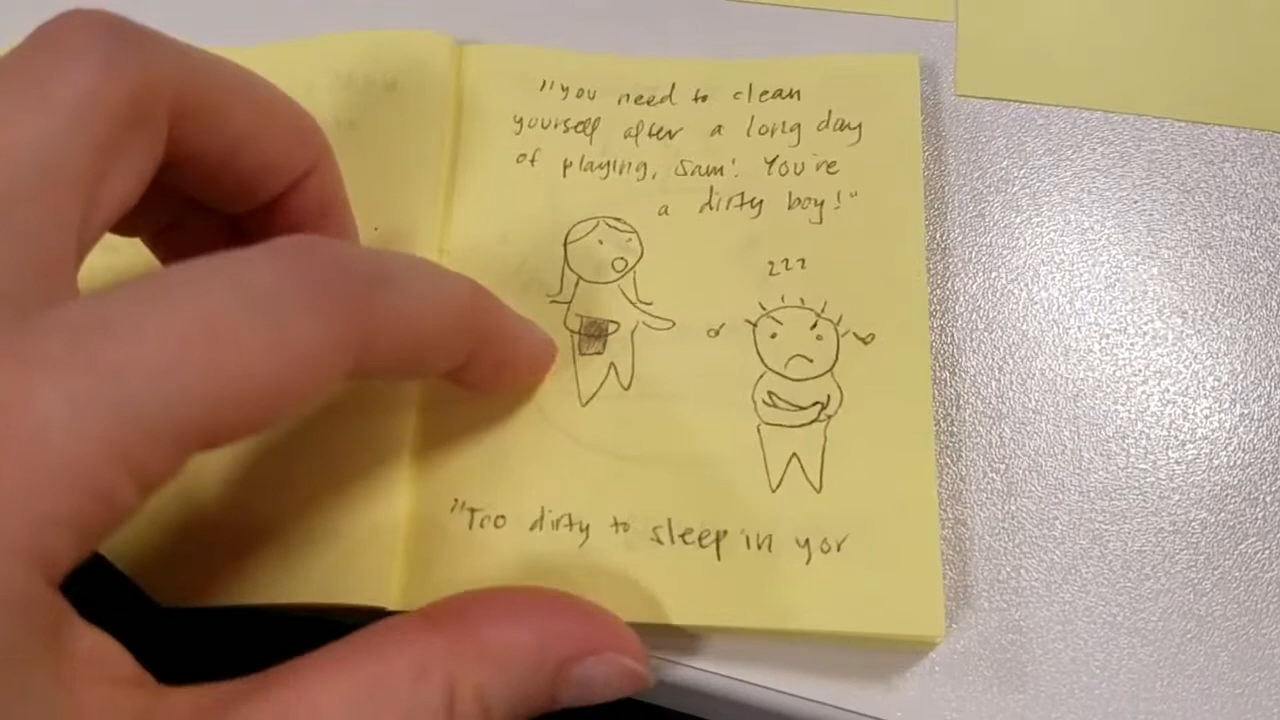 "you need to clean
yourself after a long day
of playing, Sam! You're
a dirty boy!"
zzz
"Too dirty to sleep in yor